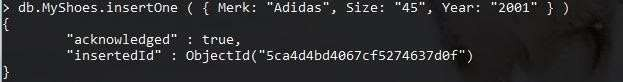 > db.MyShoes.insertOne ( { Merk: "Adidas", Size: "45", Year: "2001" } )
{
        "acknowledged" : true,
        "insertedId" : ObjectId("5ca4d4bd4067cf5274637d0f")
}